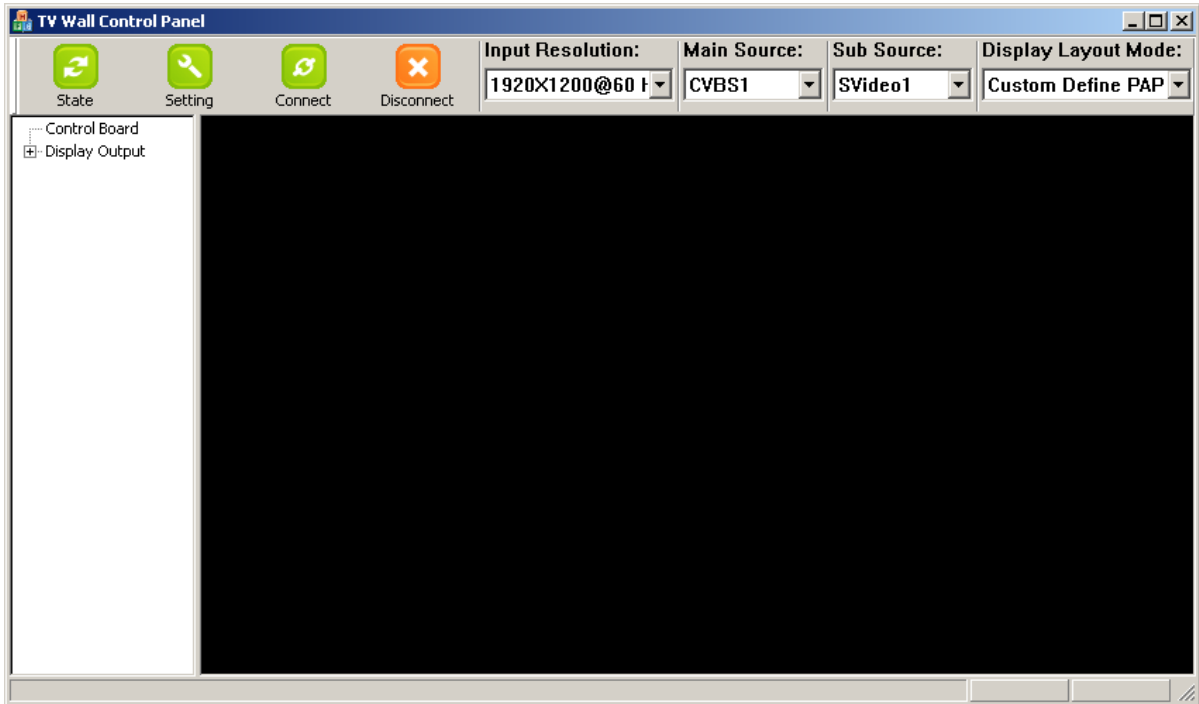 TV Wall Control Panel
State
Setting
Connect
Disconnect
Input Resolution:
1920X1200@60 H
Main Source:
CVBS1
Sub Source:
SVideo1
Display Layout Mode:
Custom Define PAP
Control Board
Display Output